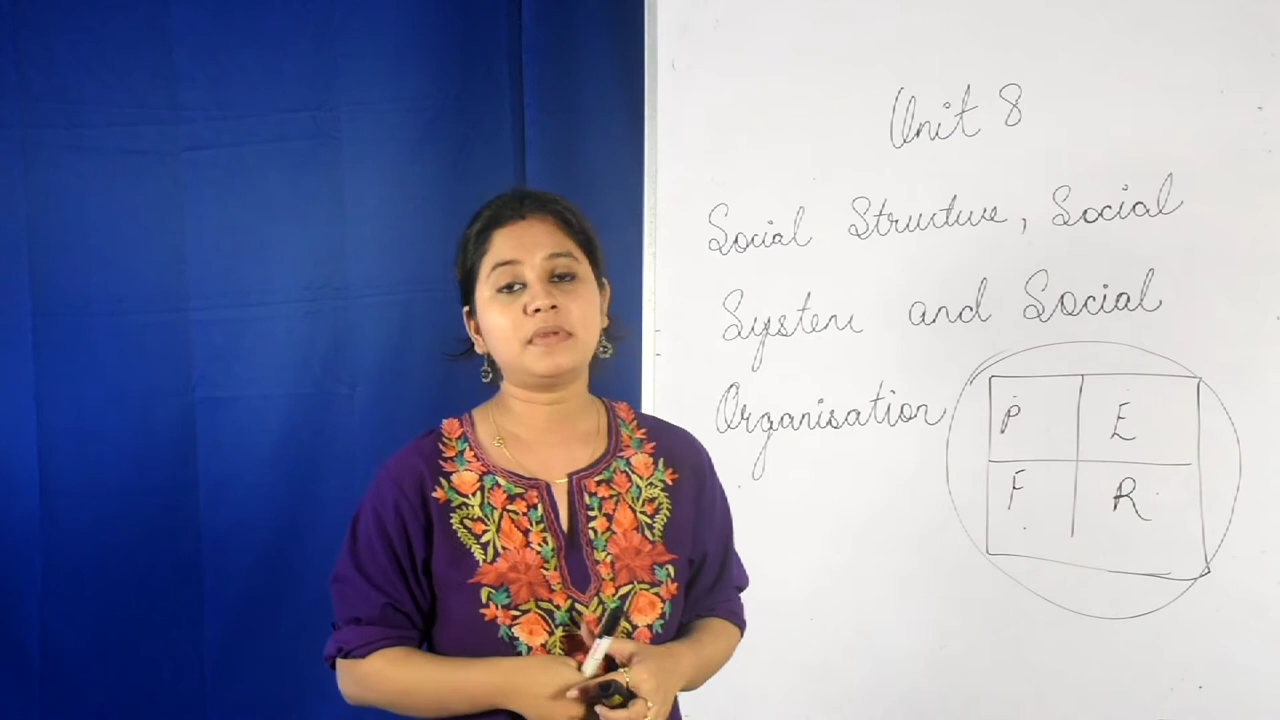 Unit 8
Social Structure, Social
System and Social
Organisation
P E
F R